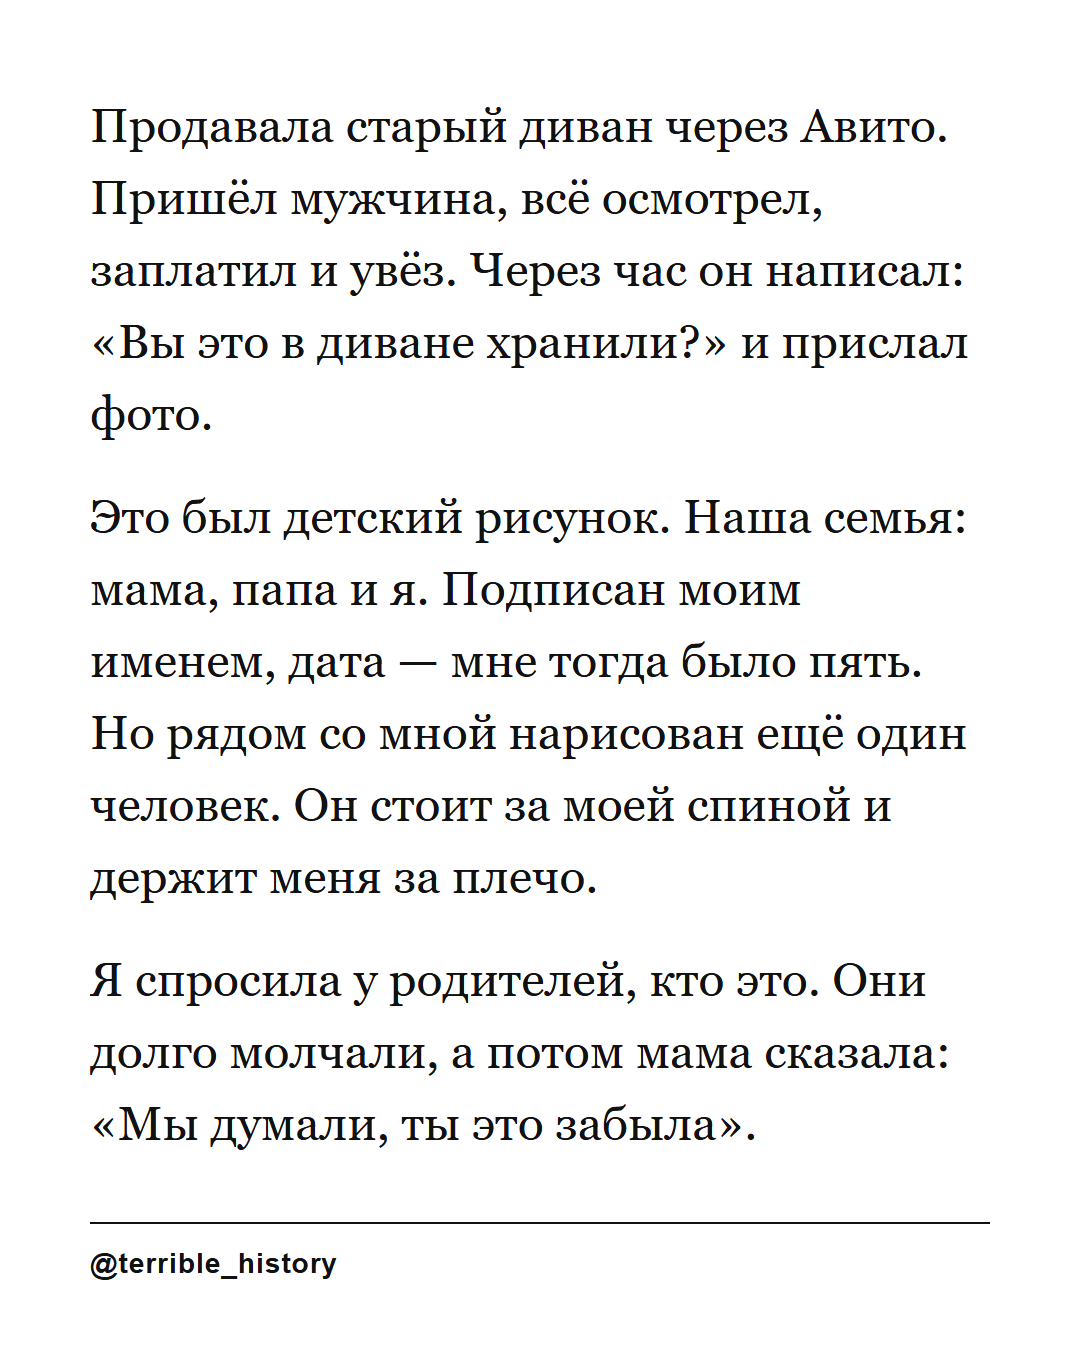 Продавала старый диван через Авито.
Пришёл мужчина, всё осмотрел,
заплатил и увёз. Через час он написал:
«Вы это в диване хранили?» и прислал
фото.
Это был детский рисунок. Наша семья:
мама, папа и я. Подписан моим
именем, дата — мне тогда было пять.
Но рядом со мной нарисован ещё один
человек. Он стоит за моей спиной и
держит меня за плечо.
Я спросила у родителей, кто это. Они
долго молчали, а потом мама сказала:
«Мы думали, ты это забыла».
@terrible_history